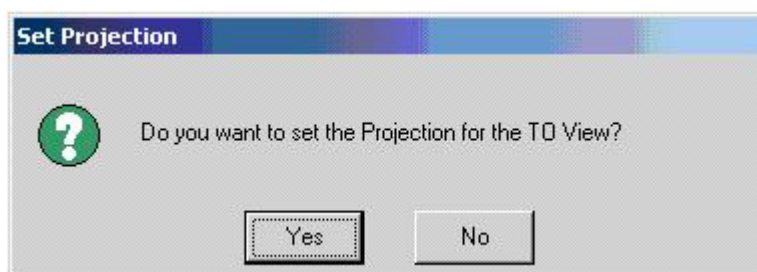 Set Projection
Do you want to set the Projection for the TO View?
Yes
No